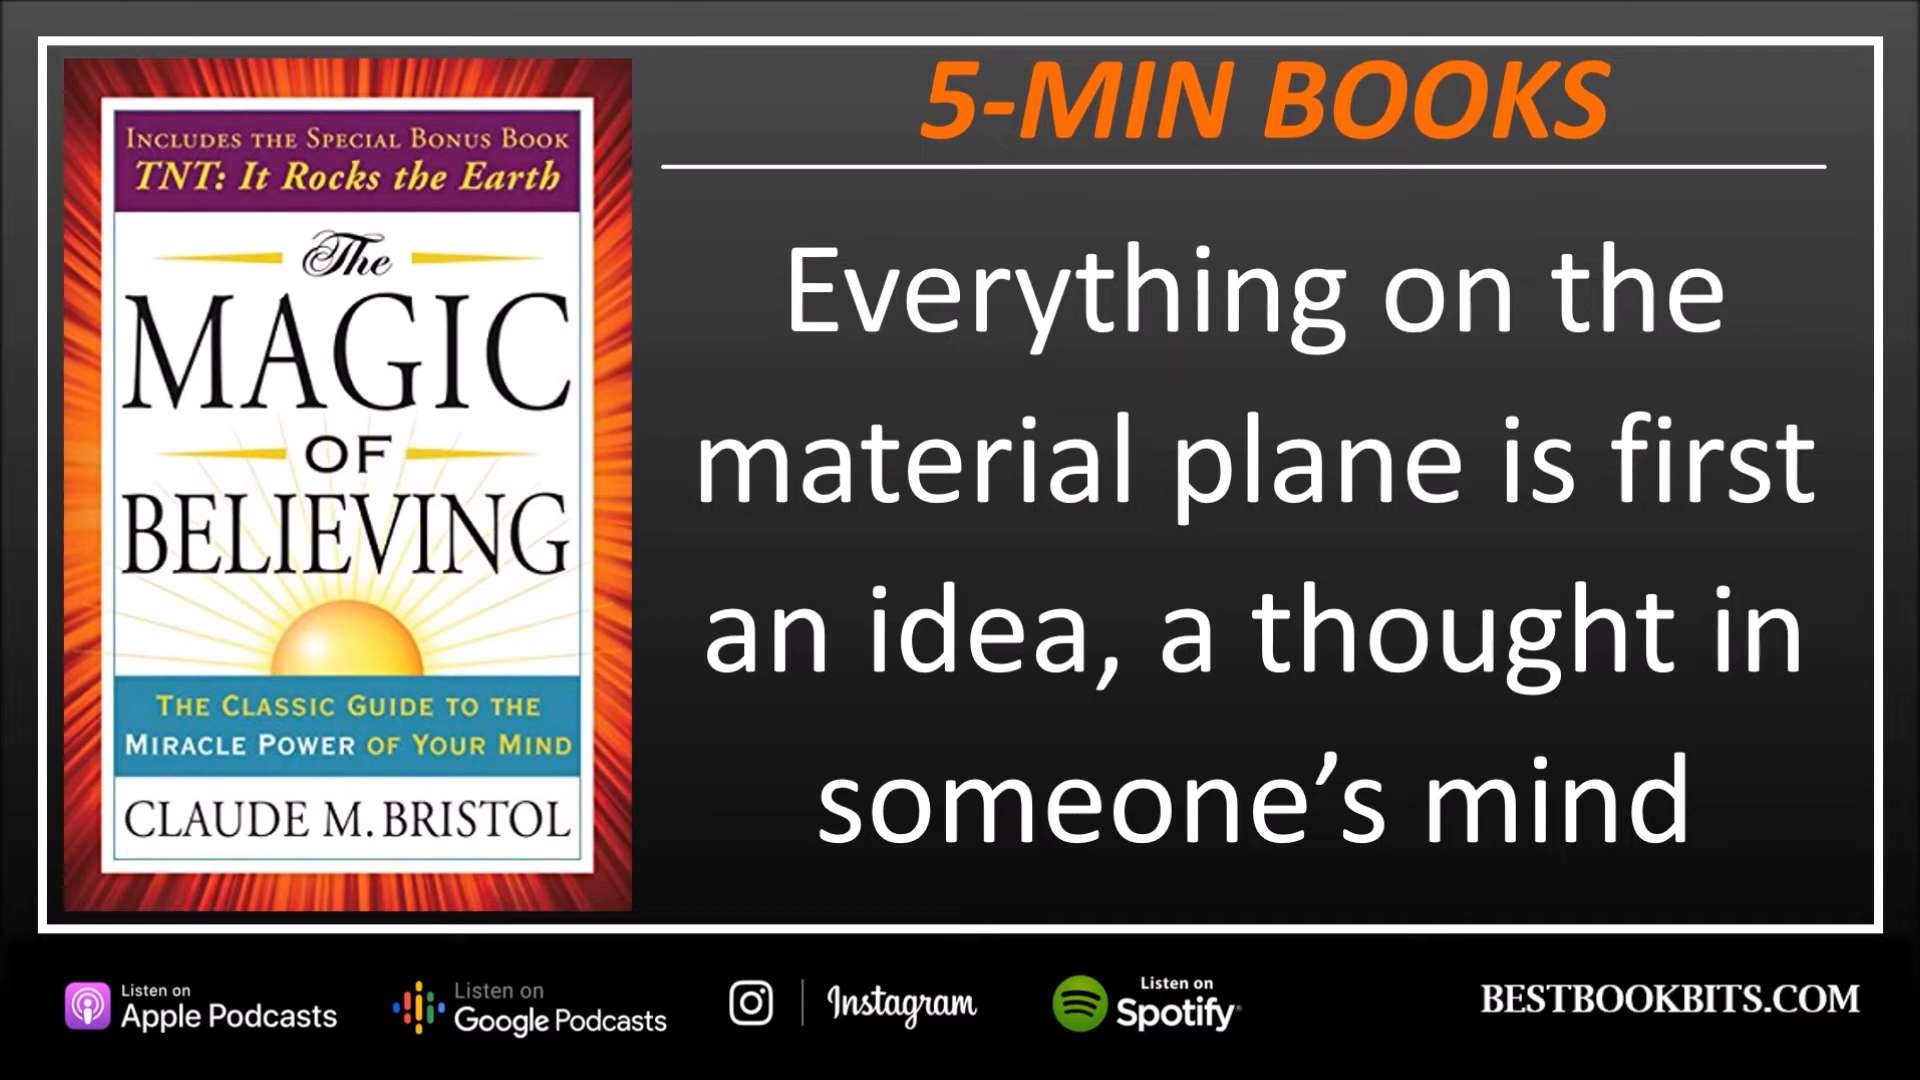 INCLUDES THE SPECIAL BONUS BOOK
TNT: It Rocks the Earth
The
MAGIC
OF
BELIEVING
THE CLASSIC GUIDE TO THE
MIRACLE POWER OF YOUR MIND
CLAUDE M. BRISTOL
5-MIN BOOKS
Everything on the
material plane is first
an idea, a thought in
someone’s mind
Listen on
Apple Podcasts
Listen on
Google Podcasts
Instagram
Listen on
Spotify
BESTBOOKBITS.COM